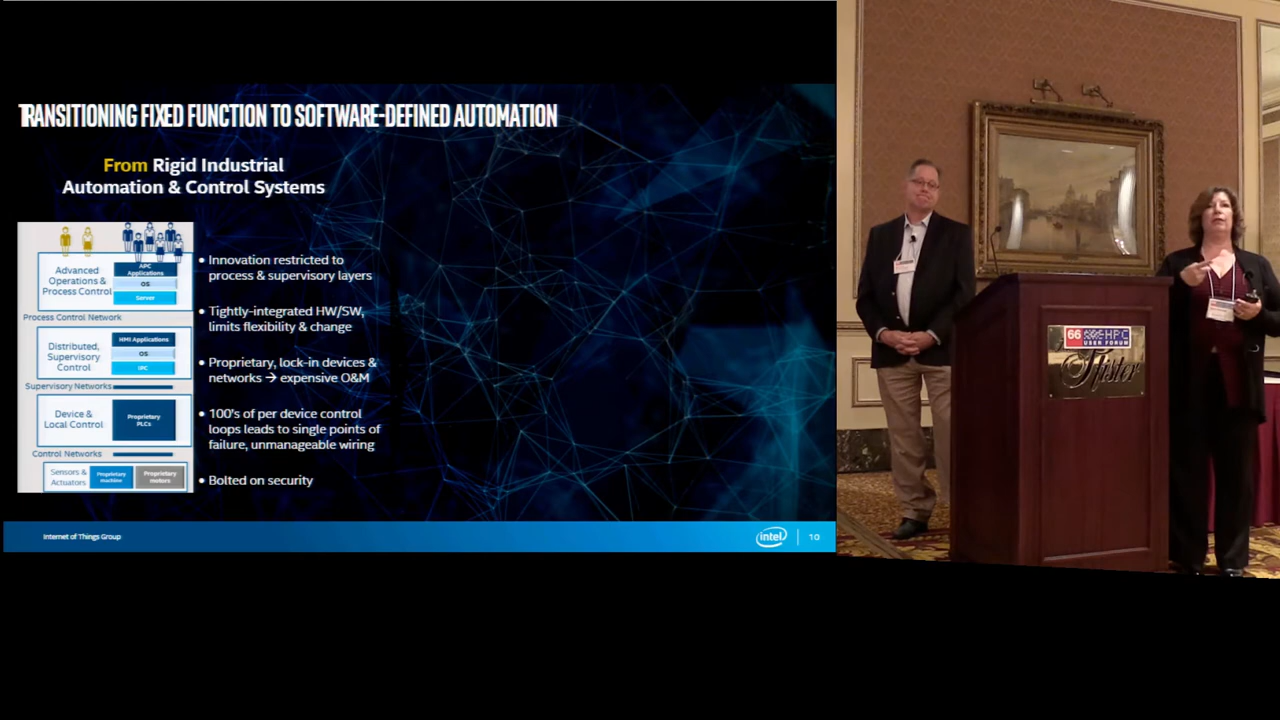 TRANSITIONING FIXED FUNCTION TO SOFTWARE-DEFINED AUTOMATION
From Rigid Industrial
Automation & Control Systems
Advanced
Operations &
Process Control
APC
Applications
OS
Server
Process Control Network
Distributed,
Supervisory
Control
HMI Applications
OS
IPC
Supervisory Networks
Device &
Local Control
Proprietary
PLCs
Control Networks
Sensors &
Actuators
Proprietary
machine
Proprietary
motors
• Innovation restricted to
process & supervisory layers
• Tightly-integrated HW/SW,
limits flexibility & change
• Proprietary, lock-in devices &
networks → expensive O&M
• 100's of per device control
loops leads to single points of
failure, unmanageable wiring
• Bolted on security
Internet of Things Group
intel
10
66 HPC
USER FORUM
Pfister